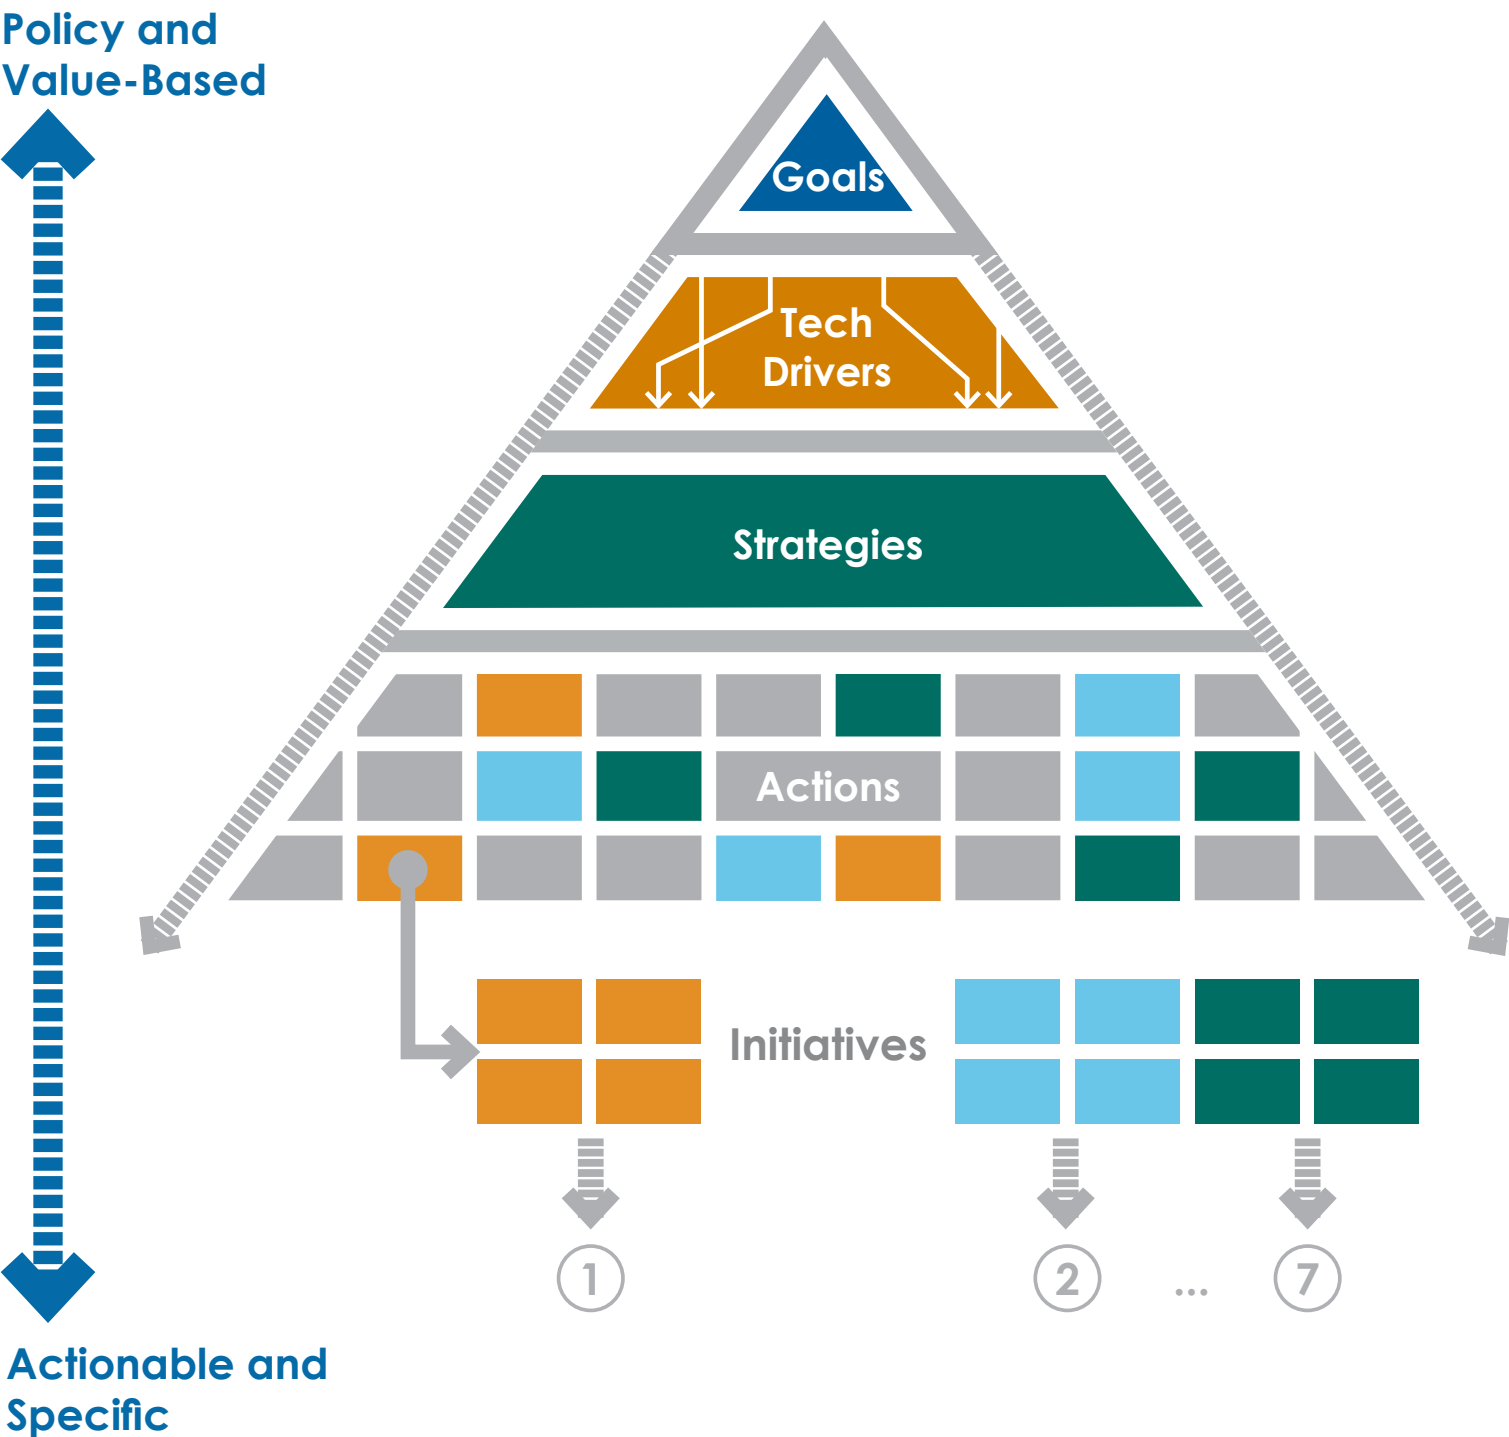 Policy and
Value-Based
Goals
Tech
Drivers
Strategies
Actions
Initiatives
1
2
...
7
Actionable and
Specific